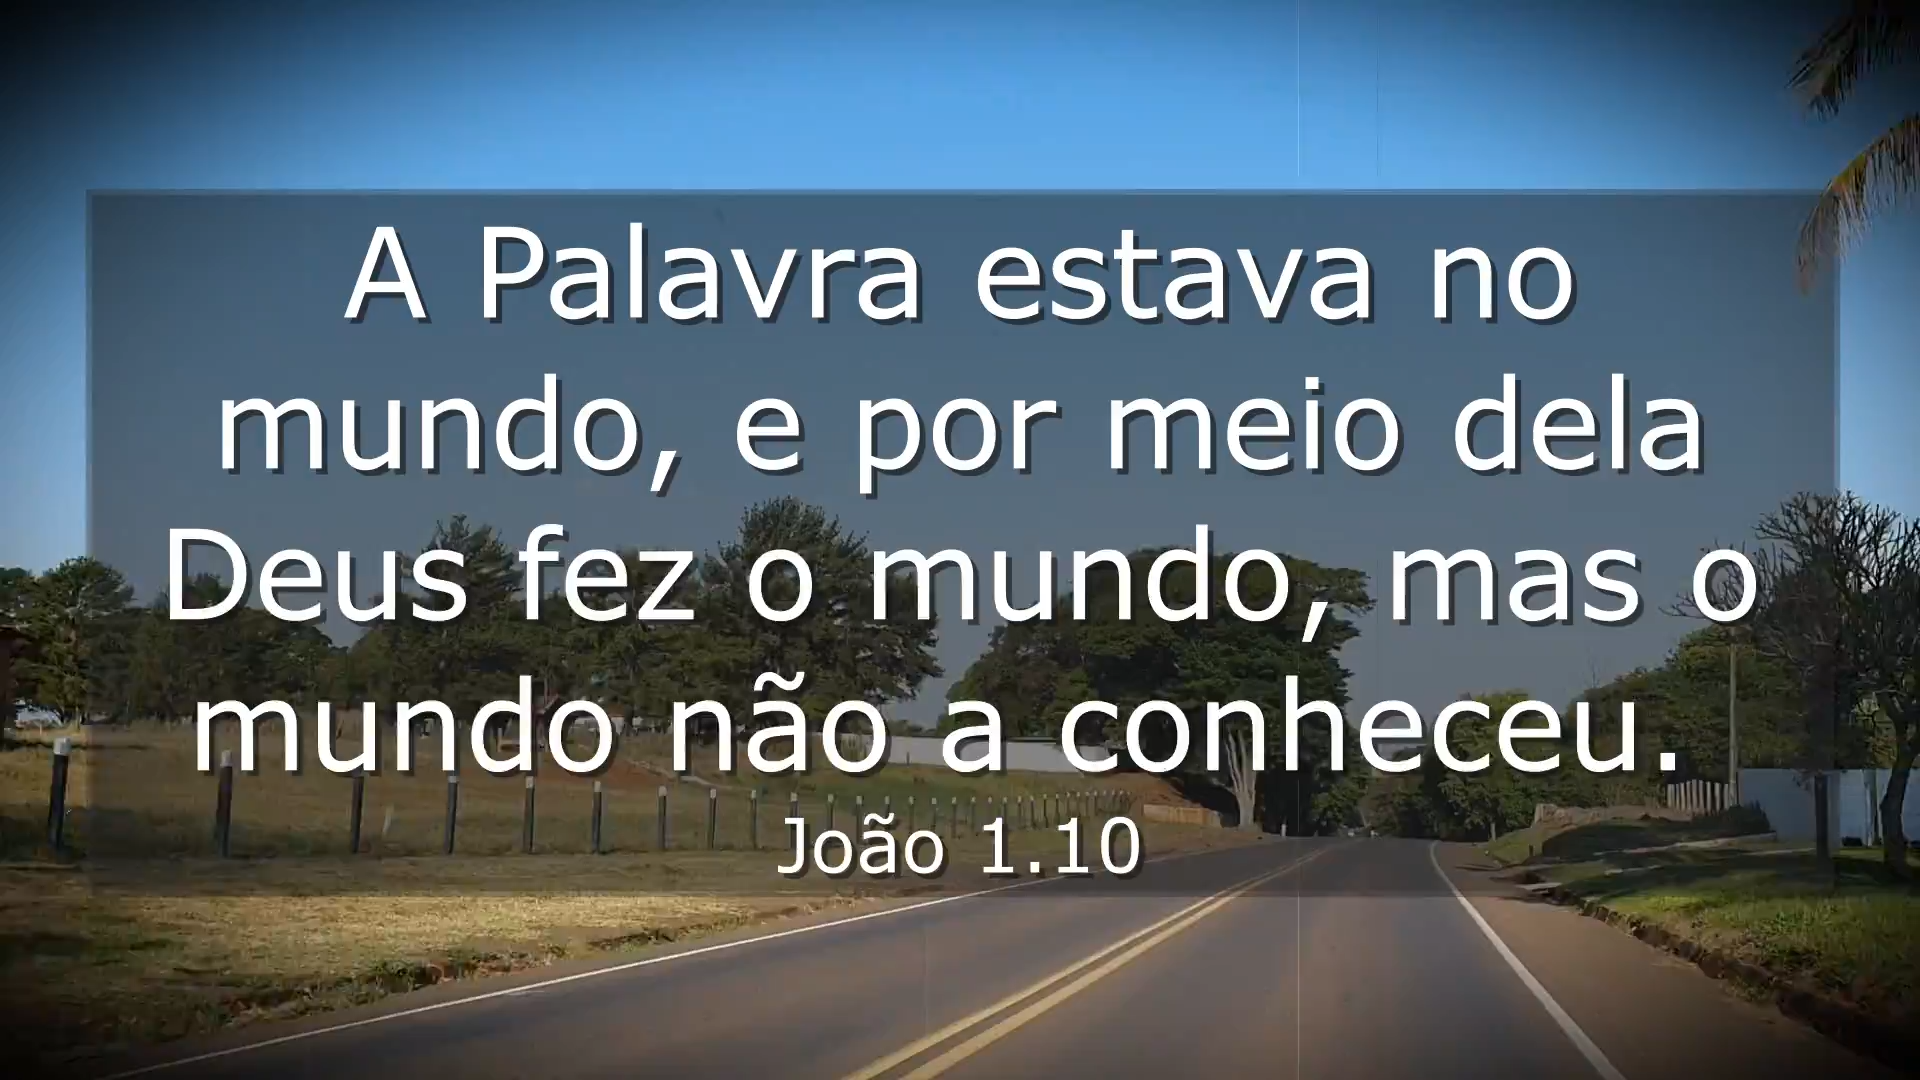 A Palavra estava no
mundo, e por meio dela
Deus fez o mundo, mas o
mundo não a conheceu.
João 1.10